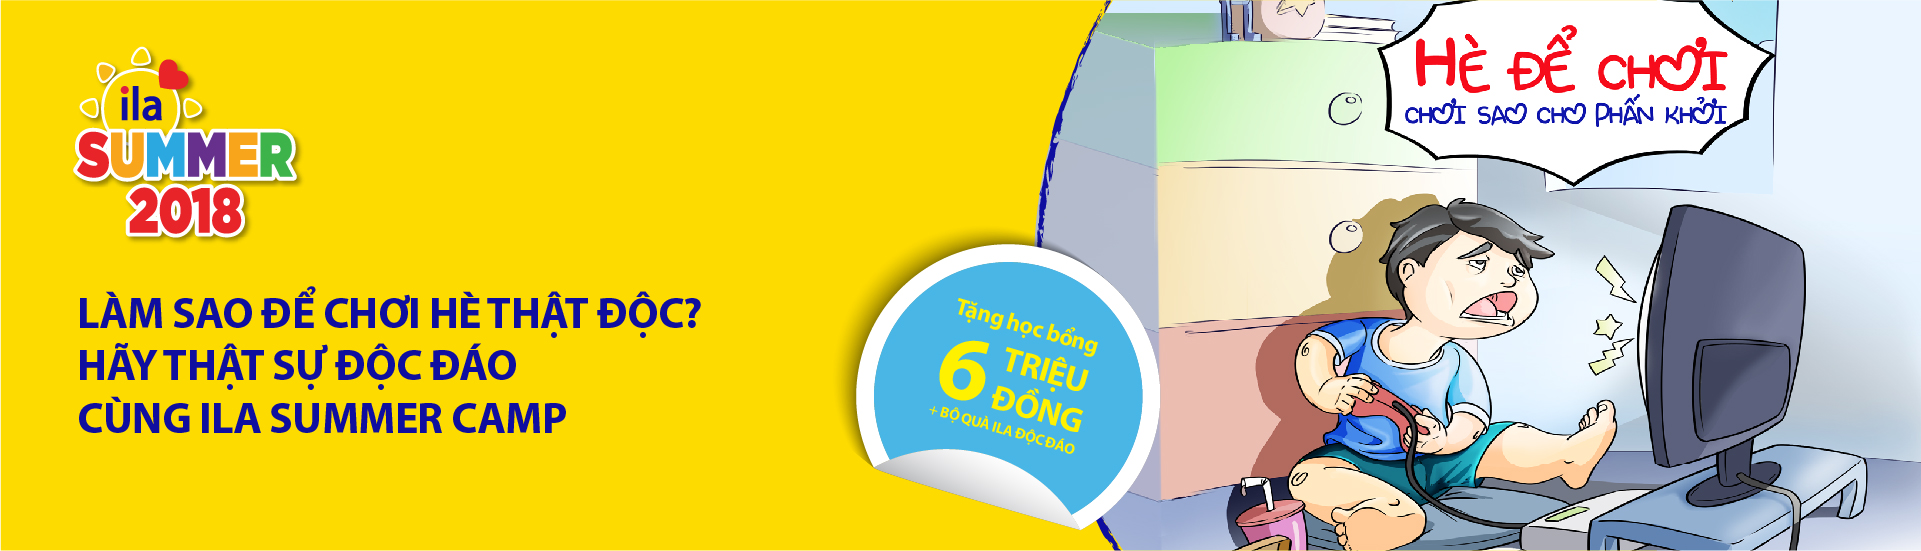 ila
SUMMER
2018
LÀM SAO ĐỂ CHƠI HÈ THẬT ĐỘC?
HÃY THẬT SỰ ĐỘC ĐÁO
CÙNG ILA SUMMER CAMP
Tặng học bổng
6 TRIỆU
ĐỒNG
+ BỘ QUÀ ILA ĐỘC ĐÁO
HÈ ĐỂ CHƠI
CHƠI SAO CHO PHẤN KHỞI